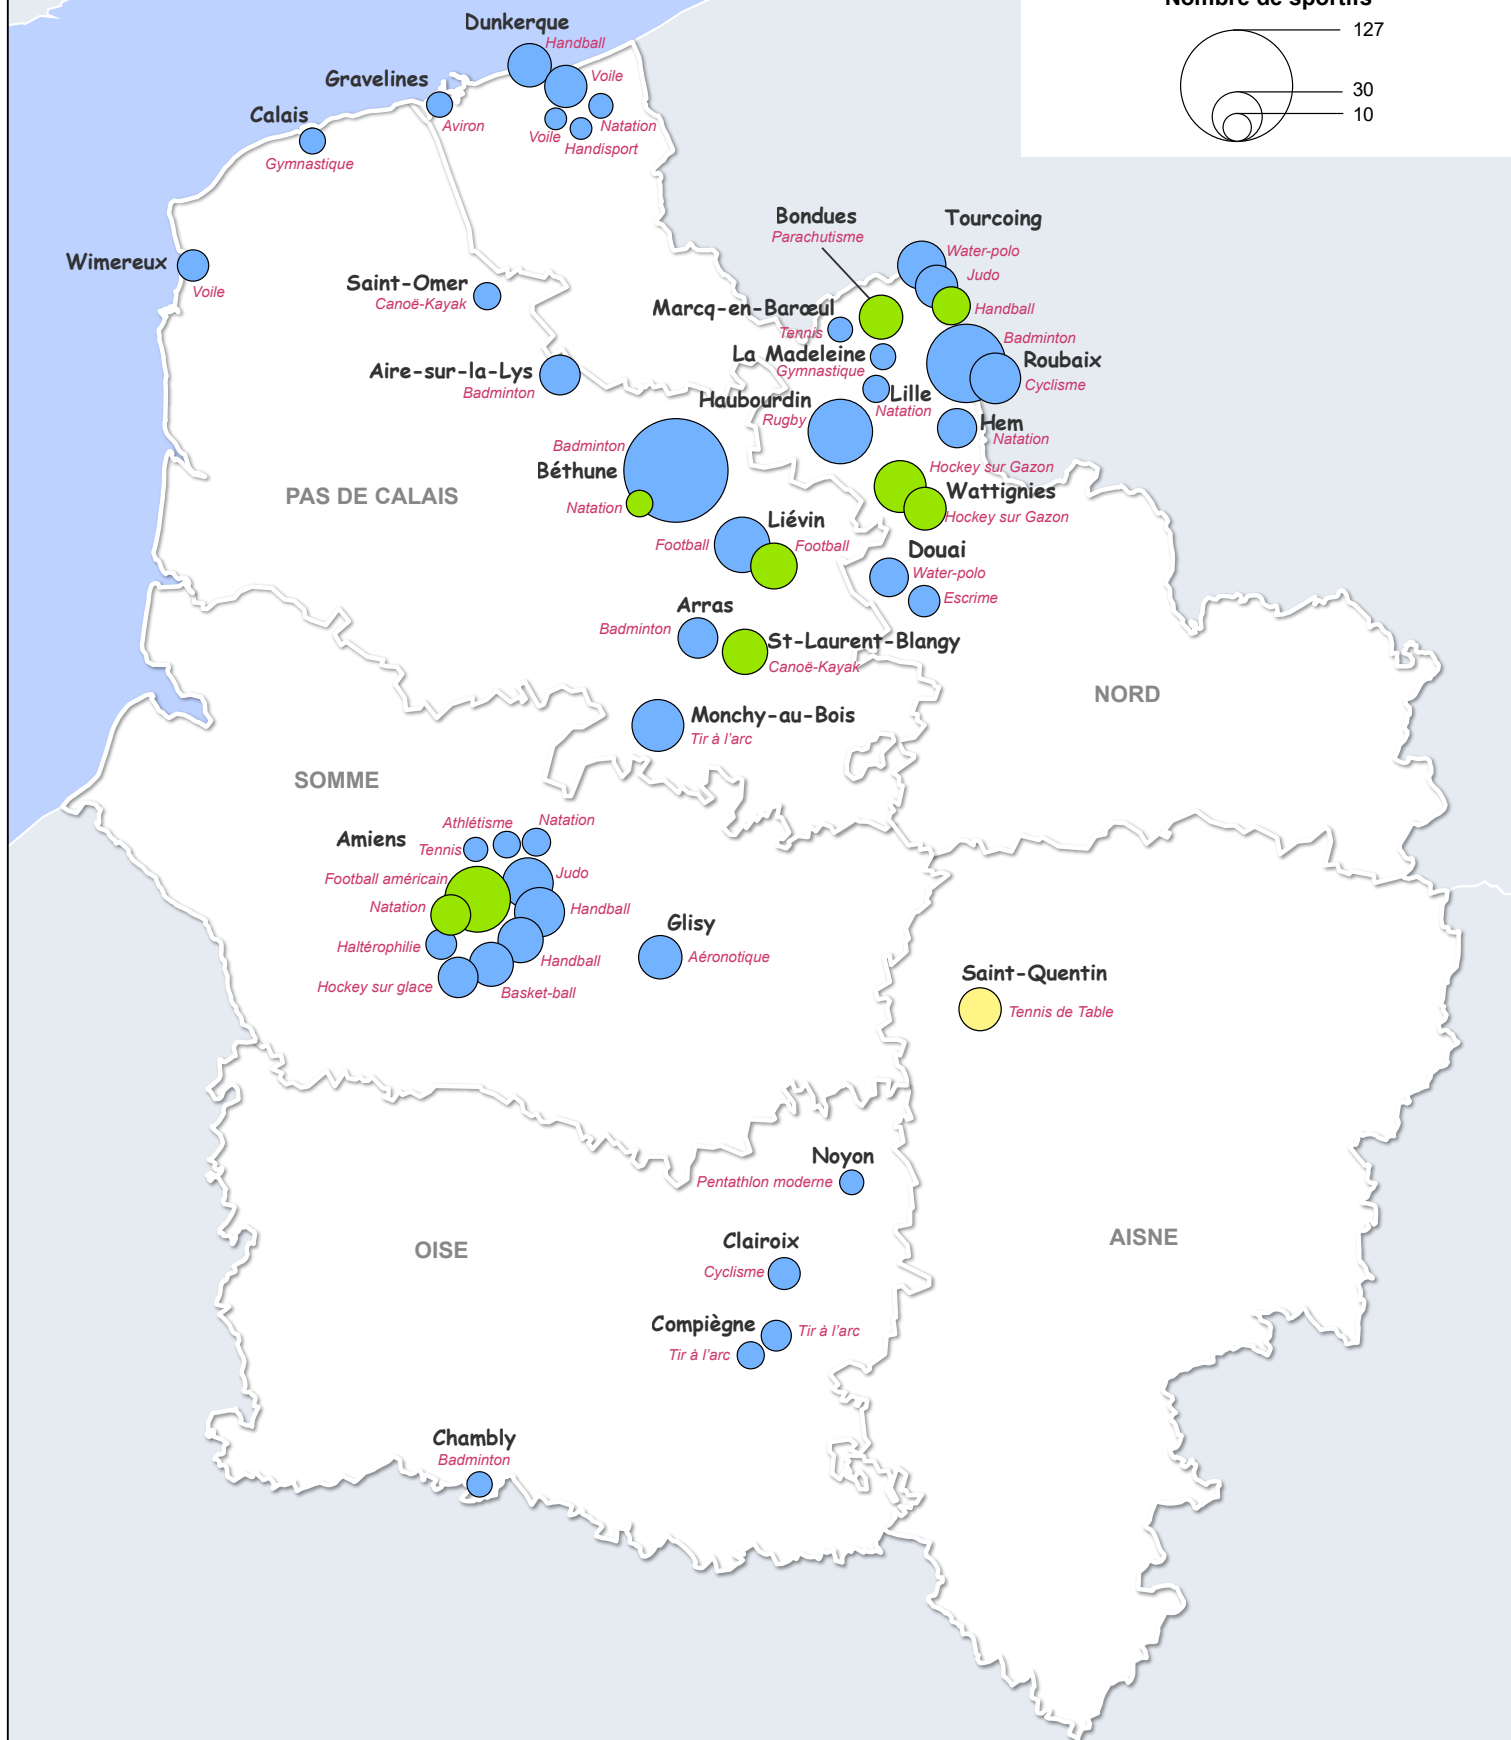 Nombre de sportifs
127
30
10
Dunkerque
Handball
Voile
Natation
Voile
Handisport
Gravelines
Aviron
Calais
Gymnastique
Wimereux
Voile
Saint-Omer
Canoë-Kayak
Aire-sur-la-Lys
Badminton
Bondues
Parachutisme
Tourcoing
Water-polo
Judo
Handball
Marcq-en-Barœul
Tennis
Badminton
Roubaix
Cyclisme
La Madeleine
Gymnastique
Lille
Natation
Haubourdin
Rugby
Hem
Natation
Badminton
Béthune
Natation
Hockey sur Gazon
Wattignies
Hockey sur Gazon
PAS DE CALAIS
Liévin
Football
Football
Douai
Water-polo
Escrime
Arras
Badminton
St-Laurent-Blangy
Canoë-Kayak
NORD
Monchy-au-Bois
Tir à l'arc
SOMME
Amiens
Athlétisme
Natation
Tennis
Judo
Football américain
Natation
Handball
Haltérophilie
Handball
Hockey sur glace
Basket-ball
Glisy
Aéronotique
Saint-Quentin
Tennis de Table
Noyon
Pentathlon moderne
OISE
AISNE
Clairoix
Cyclisme
Compiègne
Tir à l'arc
Tir à l'arc
Chambly
Badminton